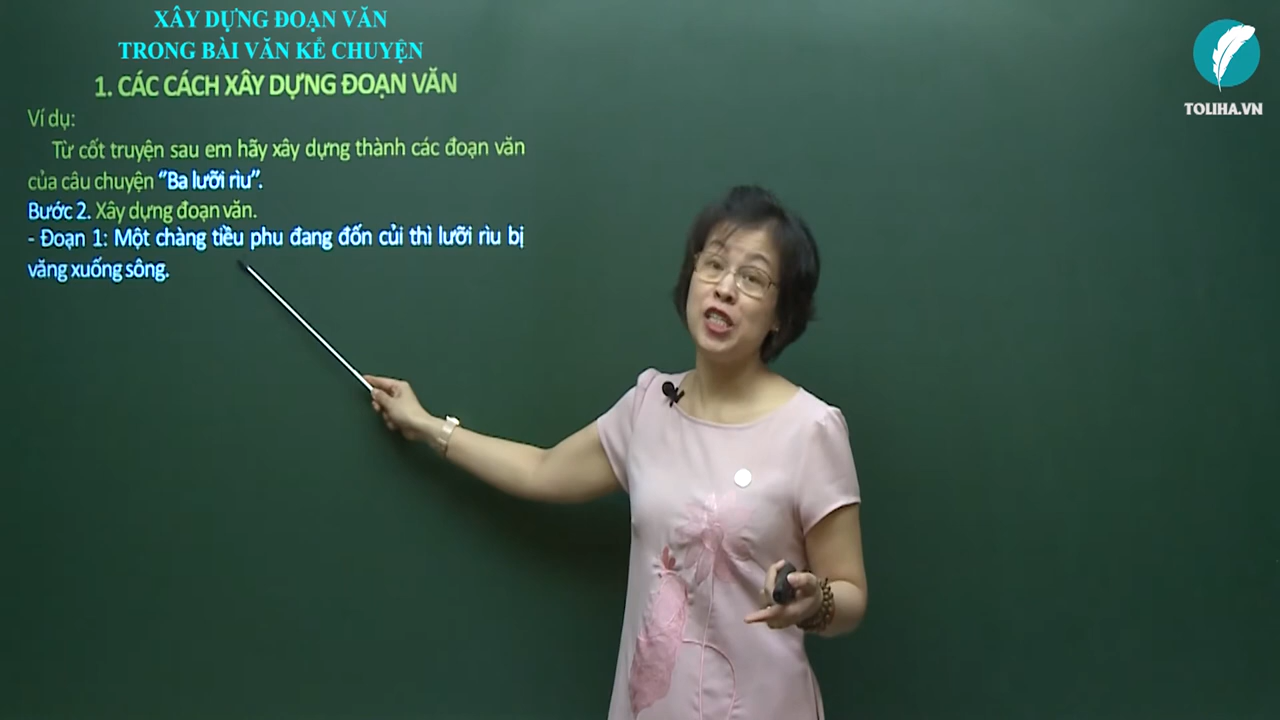 XÂY DỰNG ĐOẠN VĂN
TRONG BÀI VĂN KỂ CHUYỆN
1. CÁC CÁCH XÂY DỰNG ĐOẠN VĂN
Ví dụ:
Từ cốt truyện sau em hãy xây dựng thành các đoạn văn
của câu chuyện “Ba lưỡi rìu”.
Bước 2. Xây dựng đoạn văn.
- Đoạn 1: Một chàng tiều phu đang đốn củi thì lưỡi rìu bị
văng xuống sông.
TOLIHA.VN